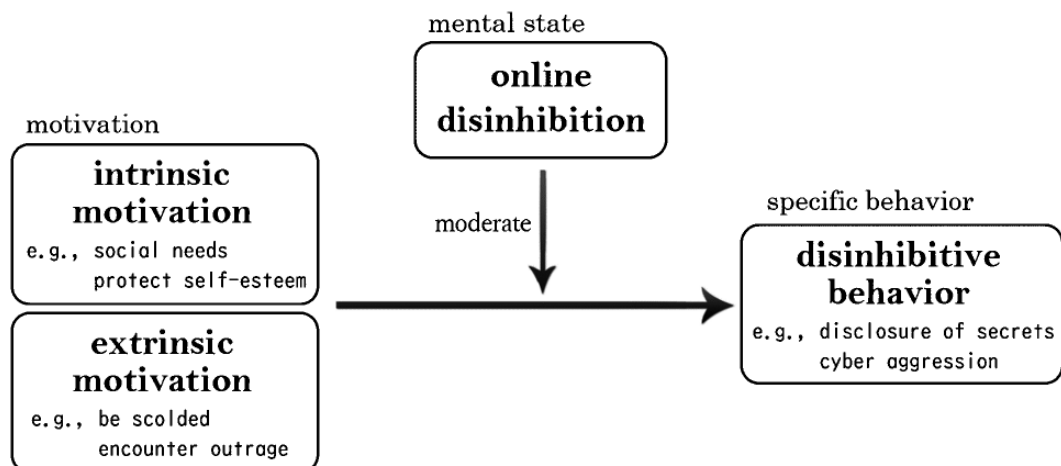 mental state
online
disinhibition
motivation
intrinsic
motivation
e.g., social needs
protect self-esteem
moderate
specific behavior
disinhibitive
behavior
e.g., disclosure of secrets
cyber aggression
extrinsic
motivation
e.g., be scolded
encounter outrage